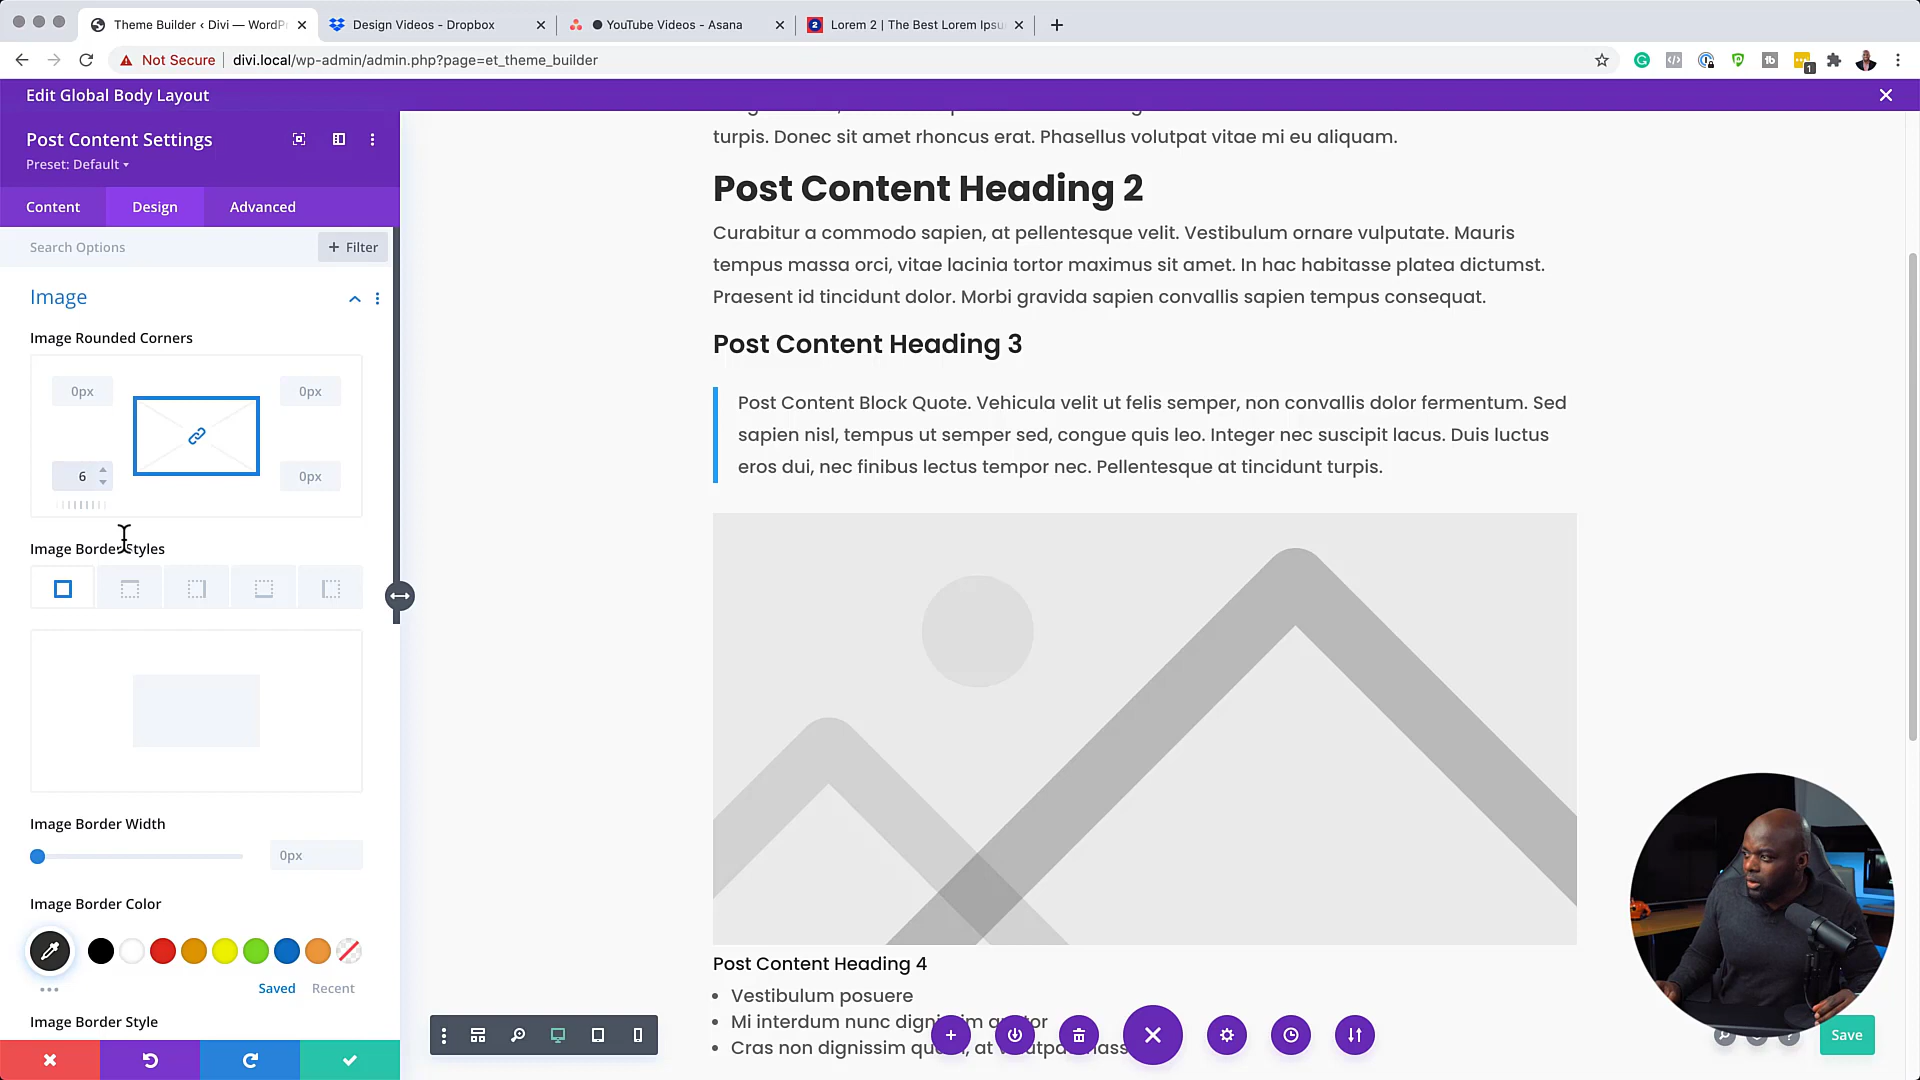 Theme Builder ‹ Divi — WordP
Design Videos - Dropbox
YouTube Videos - Asana
2
Lorem 2 | The Best Lorem Ipsu
Not Secure
divi.local/wp-admin/admin.php?page=et_theme_builder
tb
1
Edit Global Body Layout
Post Content Settings
Preset: Default
Content
Design
Advanced
Search Options
+ Filter
Image
Image Rounded Corners
0px
0px
6
0px
Image Border Styles
Image Border Width
0px
Image Border Color
Saved
Recent
Image Border Style
turpis. Donec sit amet rhoncus erat. Phasellus volutpat vitae mi eu aliquam.
Post Content Heading 2
Curabitur a commodo sapien, at pellentesque velit. Vestibulum ornare vulputate. Mauris
tempus massa orci, vitae lacinia tortor maximus sit amet. In hac habitasse platea dictumst.
Praesent id tincidunt dolor. Morbi gravida sapien convallis sapien tempus consequat.
Post Content Heading 3
Post Content Block Quote. Vehicula velit ut felis semper, non convallis dolor fermentum. Sed
sapien nisl, tempus ut semper sed, congue quis leo. Integer nec suscipit lacus. Duis luctus
eros dui, nec finibus lectus tempor nec. Pellentesque at tincidunt turpis.
Post Content Heading 4
Vestibulum posuere
Mi interdum nunc
Cras non dignissim
Save